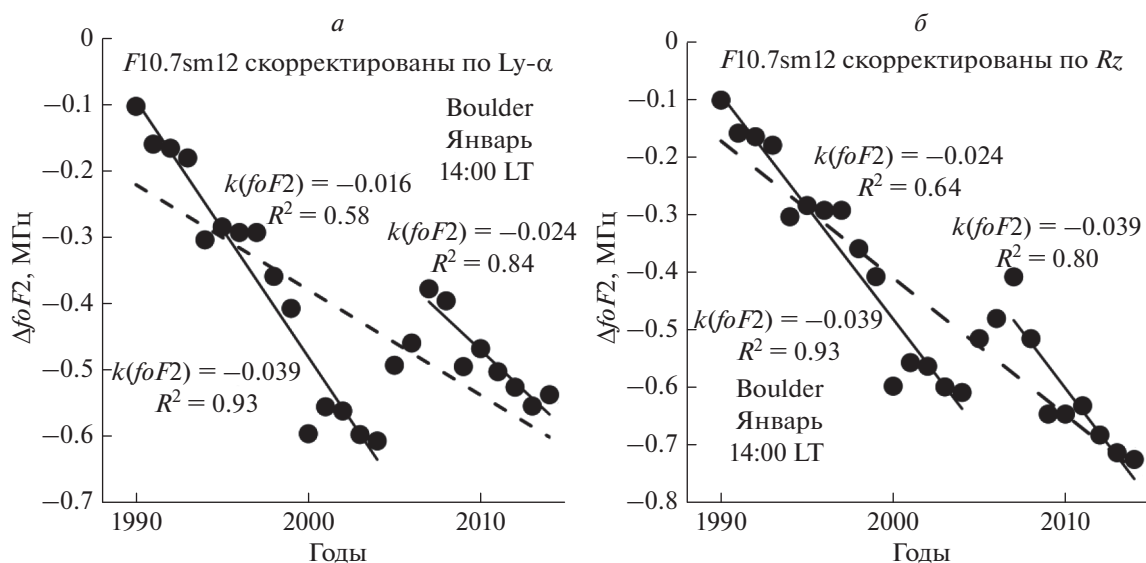 а
0
−0.1
−0.2
−0.3
−0.4
−0.5
−0.6
−0.7
ΔfoF2, МГц
F10.7sm12 скорректированы по Ly-α
Boulder
Январь
14:00 LT
k(foF2) = −0.016
R² = 0.58
k(foF2) = −0.024
R² = 0.84
k(foF2) = −0.039
R² = 0.93
1990
2000
2010
Годы
б
0
−0.1
−0.2
−0.3
−0.4
−0.5
−0.6
−0.7
−0.8
ΔfoF2, МГц
F10.7sm12 скорректированы по Rz
k(foF2) = −0.024
R² = 0.64
k(foF2) = −0.039
R² = 0.80
k(foF2) = −0.039
R² = 0.93
Boulder
Январь
14:00 LT
1990
2000
2010
Годы